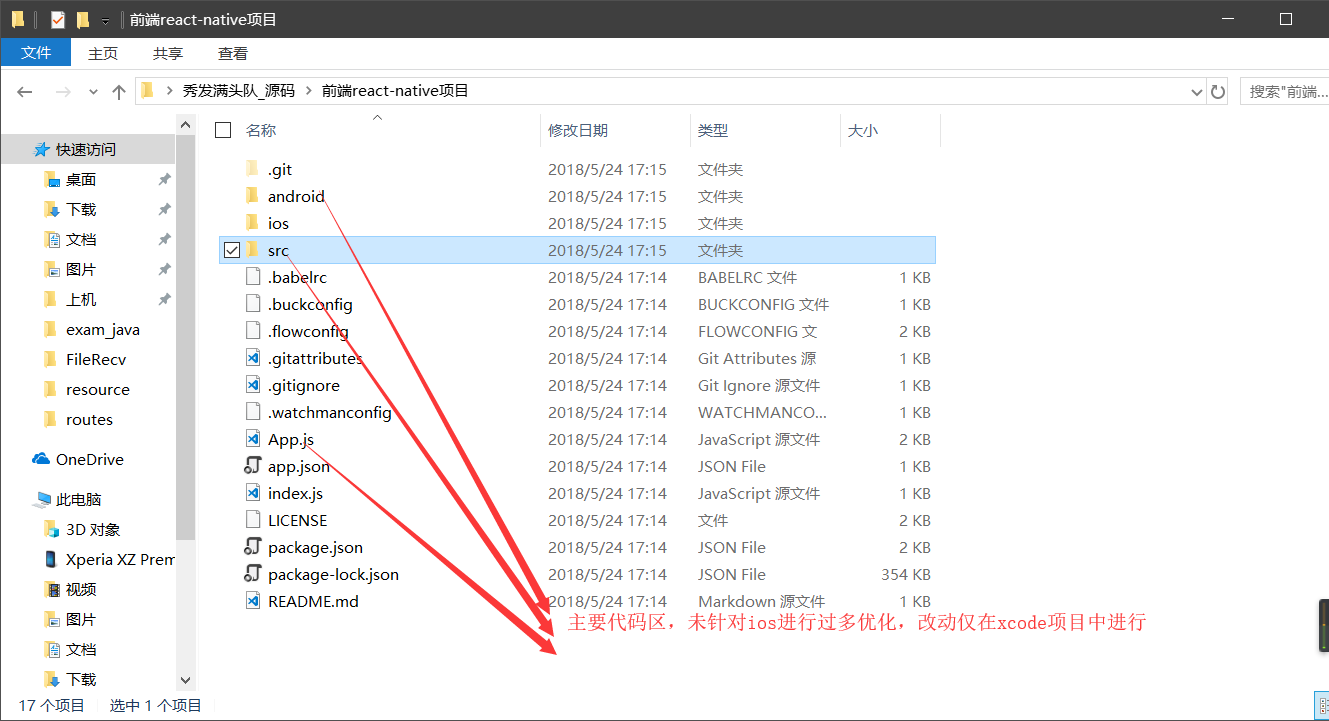 前端react-native项目
文件 主页 共享 查看
秀发满头队_源码 前端react-native项目 搜索"前端...
名称 修改日期 类型 大小
快速访问
桌面
下载
文档
图片
上机
exam_java
FileRecv
resource
routes
OneDrive
此电脑
3D 对象
Xperia XZ Prem
视频
图片
文档
下载
.git 2018/5/24 17:15 文件夹
android 2018/5/24 17:15 文件夹
ios 2018/5/24 17:15 文件夹
src 2018/5/24 17:15 文件夹
.babelrc 2018/5/24 17:14 BABELRC 文件 1 KB
.buckconfig 2018/5/24 17:14 BUCKCONFIG 文件 1 KB
.flowconfig 2018/5/24 17:14 FLOWCONFIG 文 2 KB
.gitattributes 2018/5/24 17:14 Git Attributes 源 1 KB
.gitignore 2018/5/24 17:14 Git Ignore 源文件 1 KB
.watchmanconfig 2018/5/24 17:14 WATCHMANCO... 1 KB
App.js 2018/5/24 17:14 JavaScript 源文件 2 KB
app.json 2018/5/24 17:14 JSON File 1 KB
index.js 2018/5/24 17:14 JavaScript 源文件 1 KB
LICENSE 2018/5/24 17:14 文件 2 KB
package.json 2018/5/24 17:14 JSON File 2 KB
package-lock.json 2018/5/24 17:14 JSON File 354 KB
README.md 2018/5/24 17:14 Markdown 源文件 1 KB
主要代码区，未针对ios进行过多优化，改动仅在xcode项目中进行
17 个项目 选中 1 个项目